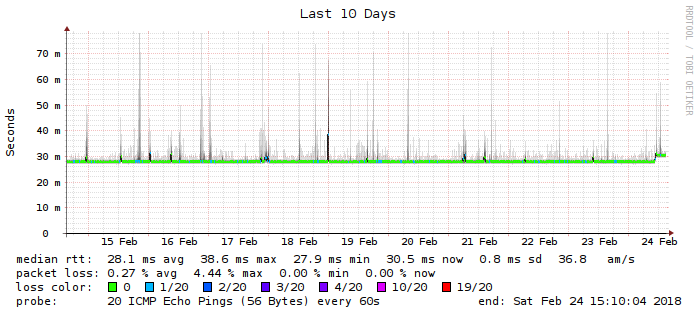 Last 10 Days
RRDTOOL / TOBI OETIKER
Seconds
70 m
60 m
50 m
40 m
30 m
20 m
10 m
0
15 Feb 16 Feb 17 Feb 18 Feb 19 Feb 20 Feb 21 Feb 22 Feb 23 Feb 24 Feb
median rtt: 28.1 ms avg 38.6 ms max 27.9 ms min 30.5 ms now 0.8 ms sd 36.8 am/s
packet loss: 0.27 % avg 4.44 % max 0.00 % min 0.00 % now
loss color: 0 1/20 2/20 3/20 4/20 10/20 19/20
probe: 20 ICMP Echo Pings (56 Bytes) every 60s end: Sat Feb 24 15:10:04 2018